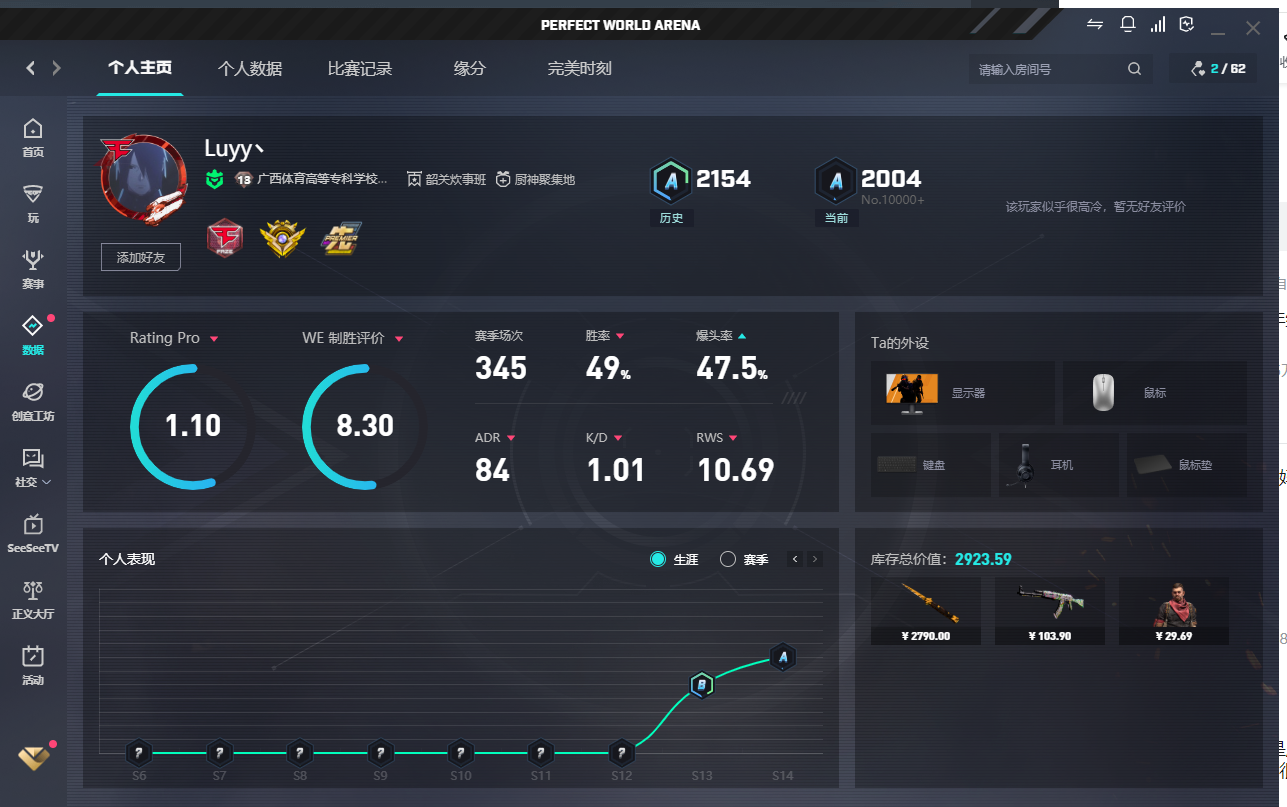 PERFECT WORLD ARENA
个人主页 个人数据 比赛记录 缘分 完美时刻
请输入房间号
2 / 62
首页
玩
赛事
数据
创意工坊
社交
SeeSeeTV
正义大厅
活动
Luyy丶
13 广西体育高等专科学校... 韶关炊事班 厨神聚集地
添加好友
FAZE
PREMIER
A 2154
历史
A 2004
No.10000+
当前
该玩家似乎很高冷，暂无好友评价
Rating Pro
1.10
WE 制胜评价
8.30
赛季场次 胜率 爆头率
345 49% 47.5%
ADR K/D RWS
84 1.01 10.69
Ta的外设
显示器 鼠标
键盘 耳机 鼠标垫
个人表现
生涯 赛季
A
B
? ? ? ? ? ? ?
S6 S7 S8 S9 S10 S11 S12 S13 S14
库存总价值：2923.59
¥ 2790.00 ¥ 103.90 ¥ 29.69